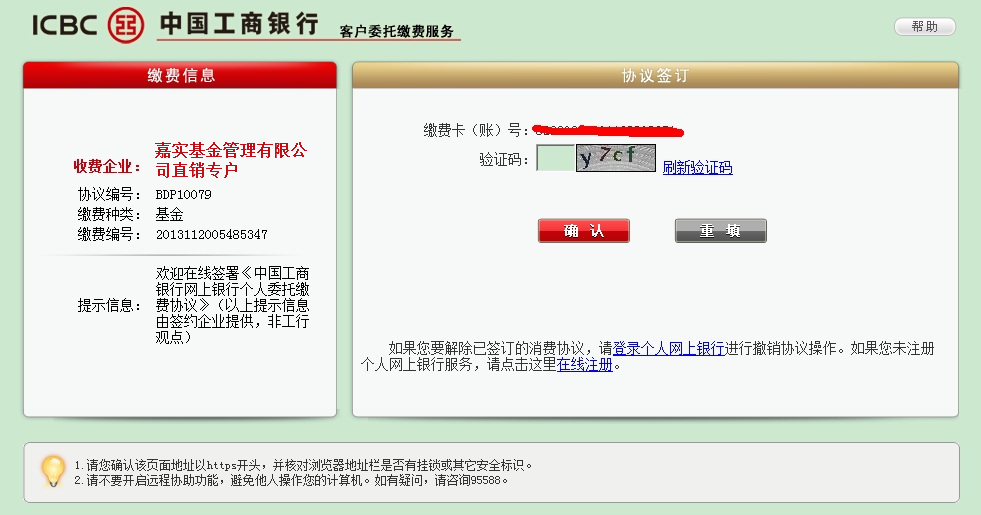 ICBC 中国工商银行 客户委托缴费服务
帮助
缴费信息
收费企业：嘉实基金管理有限公
司直销专户
协议编号：BDP10079
缴费种类：基金
缴费编号：2013112005485347
提示信息：
欢迎在线签署《中国工商
银行网上银行个人委托缴
费协议》（以上提示信息
由签约企业提供，非工行
观点）
协议签订
缴费卡（账）号：
验证码： y7cf 刷新验证码
确 认 重 填
如果您要解除已签订的消费协议，请登录个人网上银行进行撤销协议操作。如果您未注册
个人网上银行服务，请点击这里在线注册。
1.请您确认该页面地址以https开头，并核对浏览器地址栏是否有挂锁或其它安全标识。
2.请不要开启远程协助功能，避免他人操作您的计算机。如有疑问，请咨询95588。